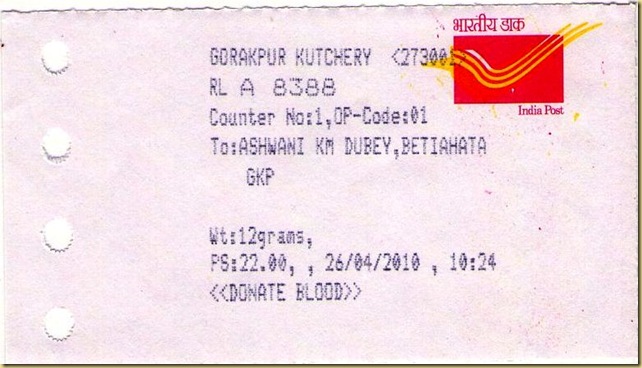 भारतीय डाक
India Post
GORAKPUR KUTCHERY <273001>
RL A 8388
Counter No:1,OP-Code:01
To:ASHWANI KM DUBEY,BETIAHATA
GKP
Wt:12grams,
PS:22.00, , 26/04/2010 , 10:24
<<DONATE BLOOD>>